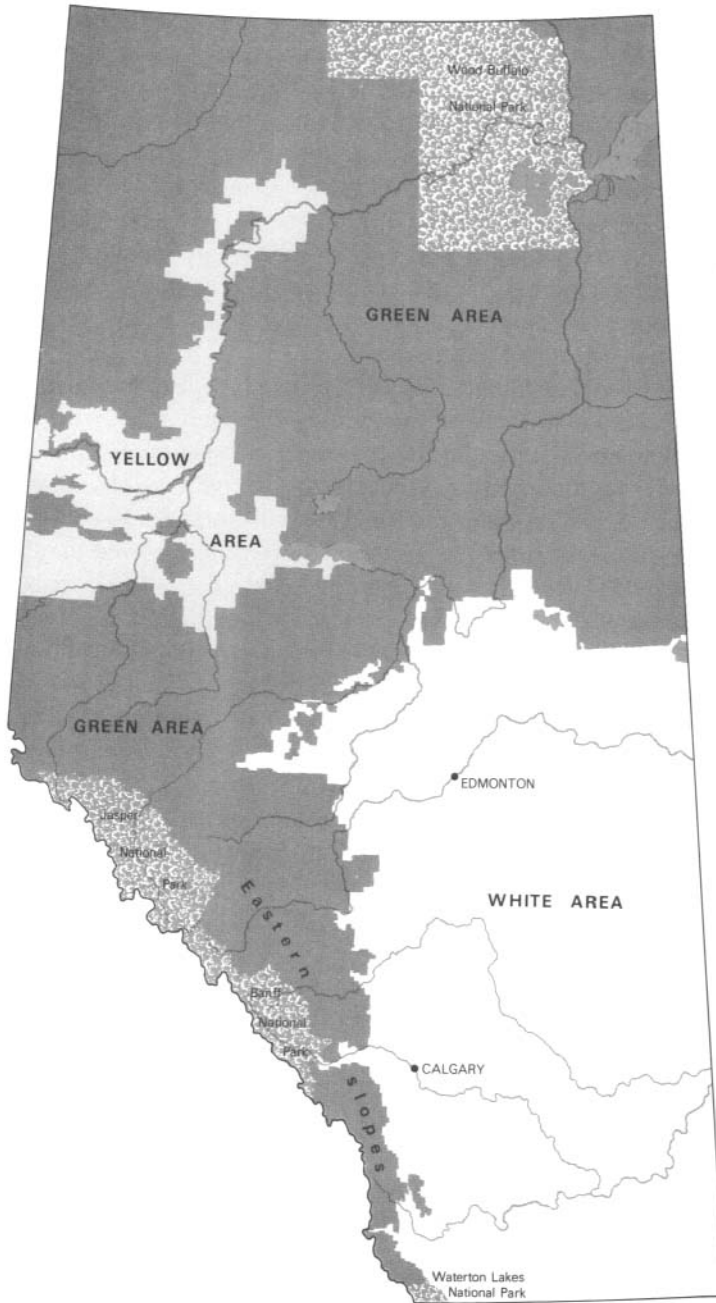 Wood Buffalo
National Park
GREEN AREA
YELLOW
AREA
GREEN AREA
EDMONTON
Jasper
National
Park
Eastern
WHITE AREA
Banff
National
Park
CALGARY
slopes
Waterton Lakes
National Park